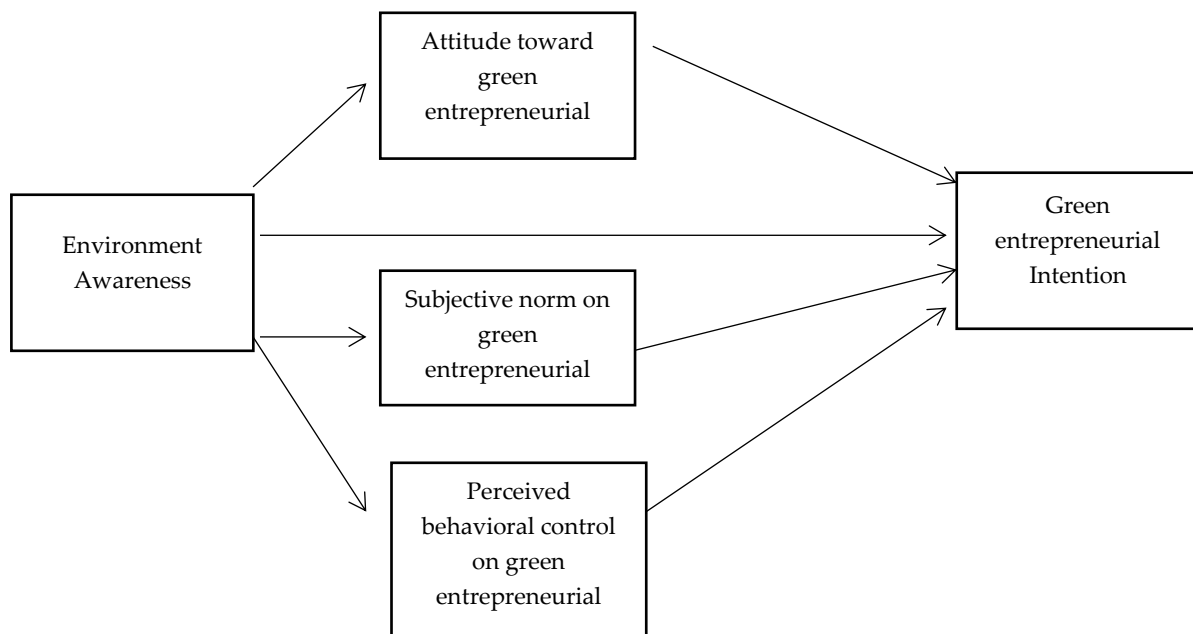 Attitude toward
green
entrepreneurial
Environment
Awareness
Green
entrepreneurial
Intention
Subjective norm on
green
entrepreneurial
Perceived
behavioral control
on green
entrepreneurial